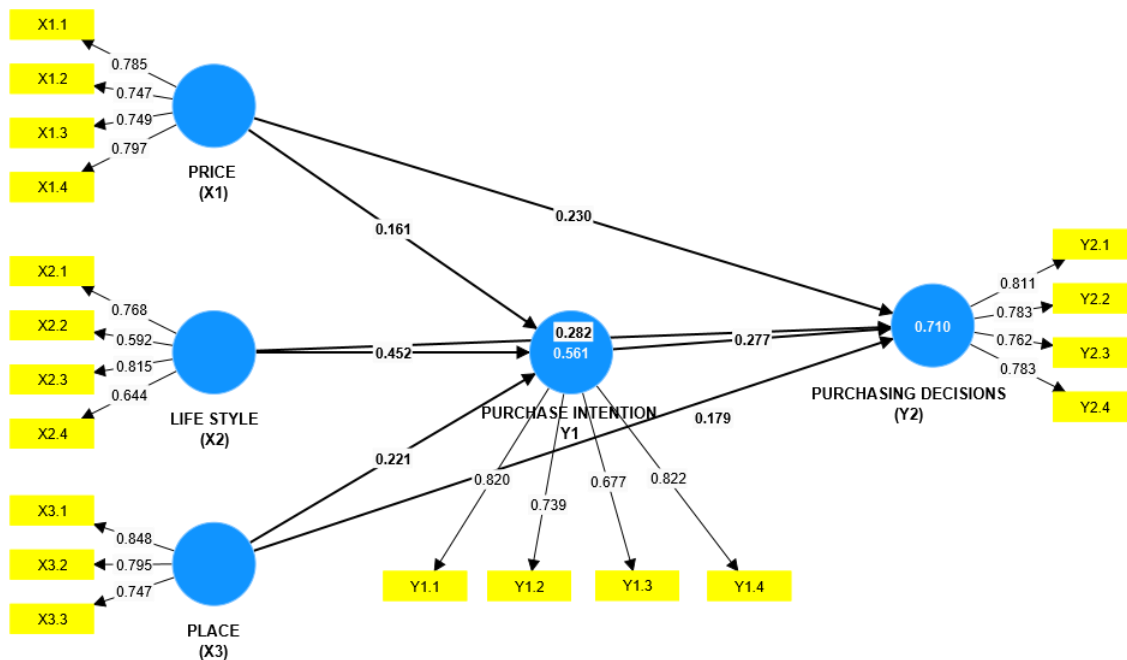 X1.1
0.785
X1.2
0.747
X1.3
0.749
X1.4
0.797
PRICE
(X1)
0.161
0.230
X2.1
0.768
X2.2
0.592
X2.3
0.815
X2.4
0.644
LIFE STYLE
(X2)
0.452
0.282
0.561
0.277
PURCHASE INTENTION
Y1
0.710
PURCHASING DECISIONS
(Y2)
Y2.1
0.811
Y2.2
0.783
Y2.3
0.762
Y2.4
0.783
0.221
0.179
X3.1
0.848
X3.2
0.795
X3.3
0.747
PLACE
(X3)
0.820
0.739
0.677
0.822
Y1.1
Y1.2
Y1.3
Y1.4